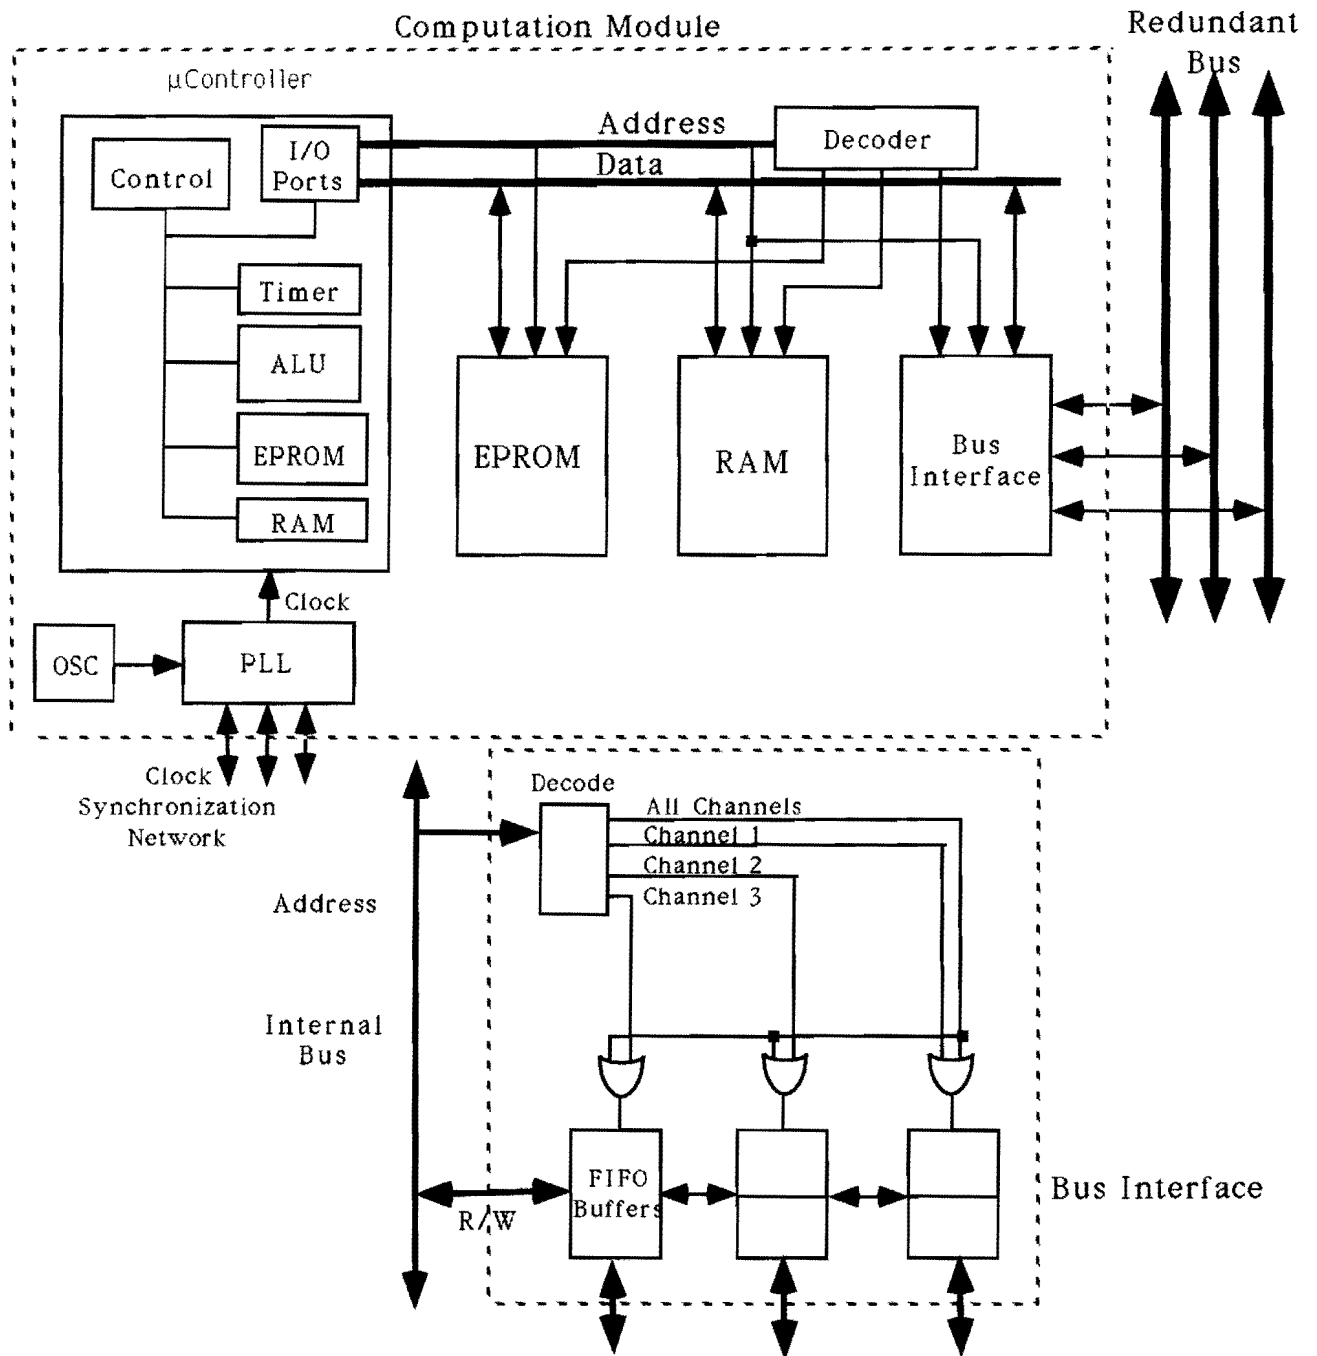 Computation Module
Redundant
Bus
µController
Control
I/O
Ports
Address
Data
Decoder
Timer
ALU
EPROM
RAM
EPROM
RAM
Bus
Interface
Clock
OSC
PLL
Clock
Synchronization
Network
Decode
All Channels
Channel 1
Channel 2
Channel 3
Address
Internal
Bus
FIFO
Buffers
R/W
Bus Interface